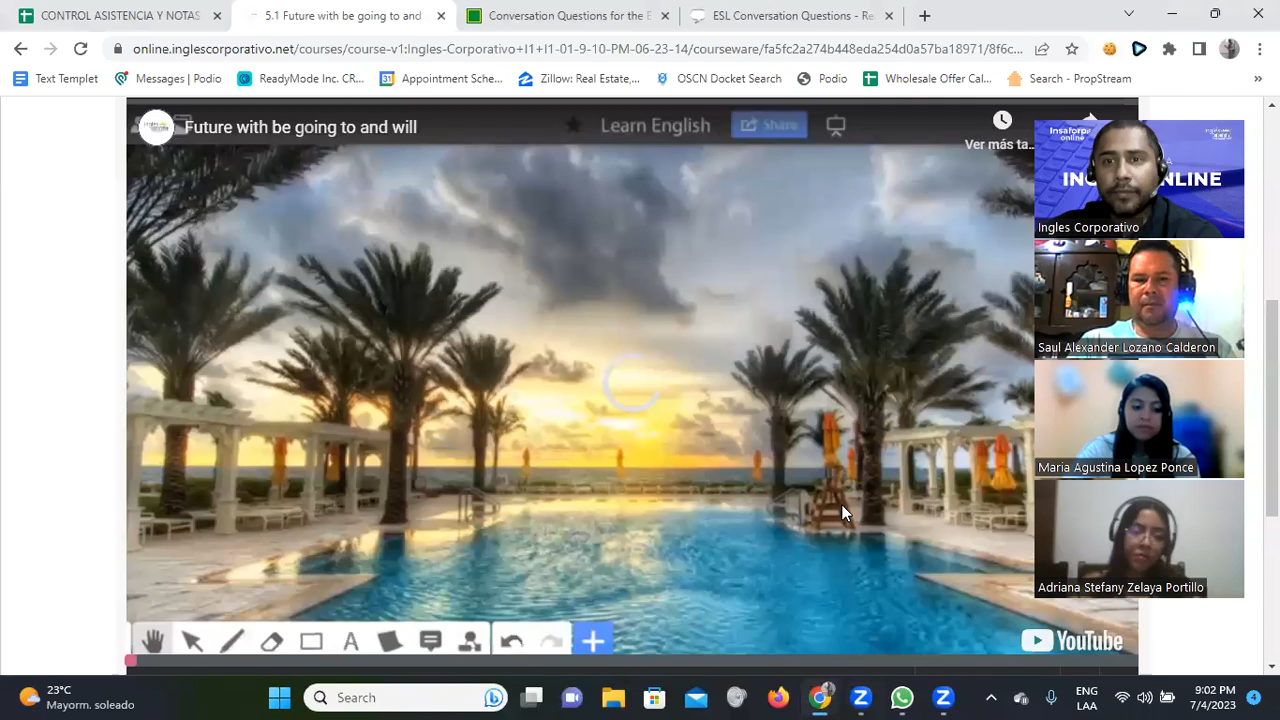 CONTROL ASISTENCIA Y NOTAS
5.1 Future with be going to and
Conversation Questions for the E
ESL Conversation Questions - Re
online.inglescorporativo.net/courses/course-v1:Ingles-Corporativo+I1+I1-01-9-10-PM-06-23-14/courseware/fa5fc2a274b448eda254d0a57ba18971/8f6c...
Text Templet
Messages | Podio
ReadyMode Inc. CR...
Appointment Sche...
Zillow: Real Estate,...
OSCN Docket Search
Podio
Wholesale Offer Cal...
Search - PropStream
Future with be going to and will
Learn English
Share
Ver más ta...
Insaforp
online
Ingles Corporativo
Saul Alexander Lozano Calderon
Maria Agustina Lopez Ponce
Adriana Stefany Zelaya Portillo
YouTube
23°C
Mayorm. soleado
Search
ENG
LAA
9:02 PM
7/4/2023
4